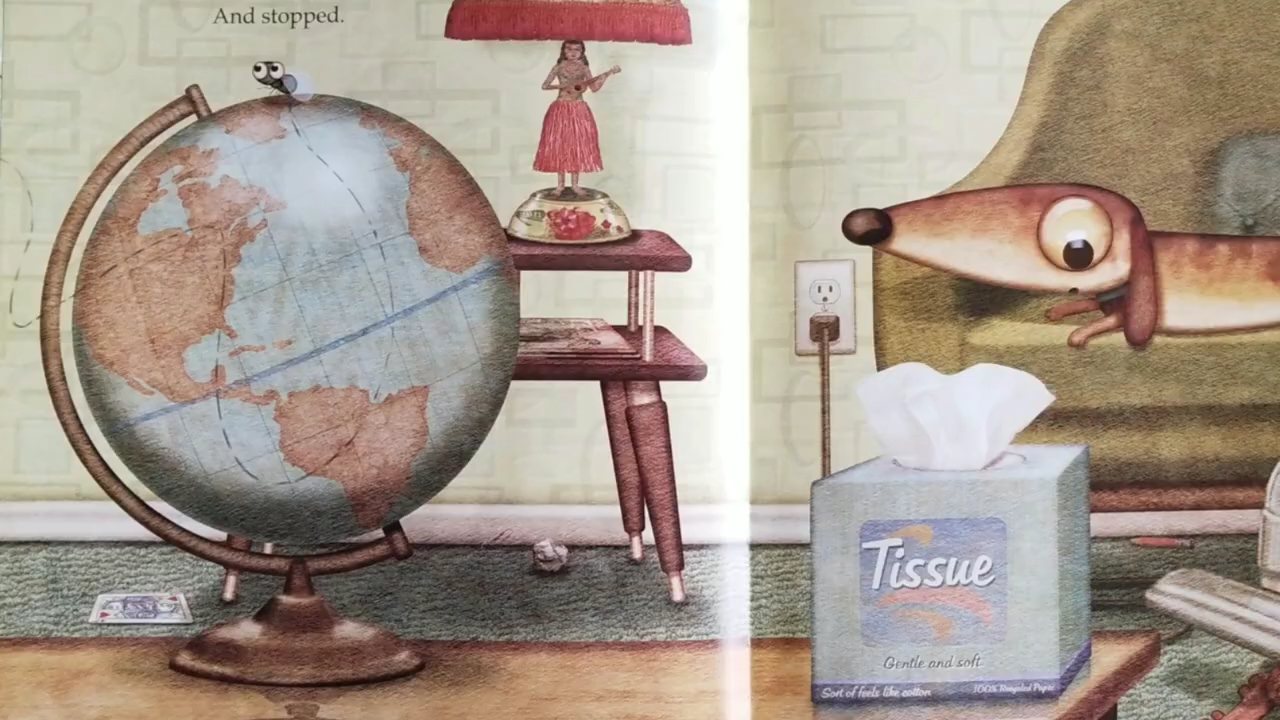 And stopped.
Tissue
Gentle and soft
Sort of feels like cotton
100% Recycled Paper